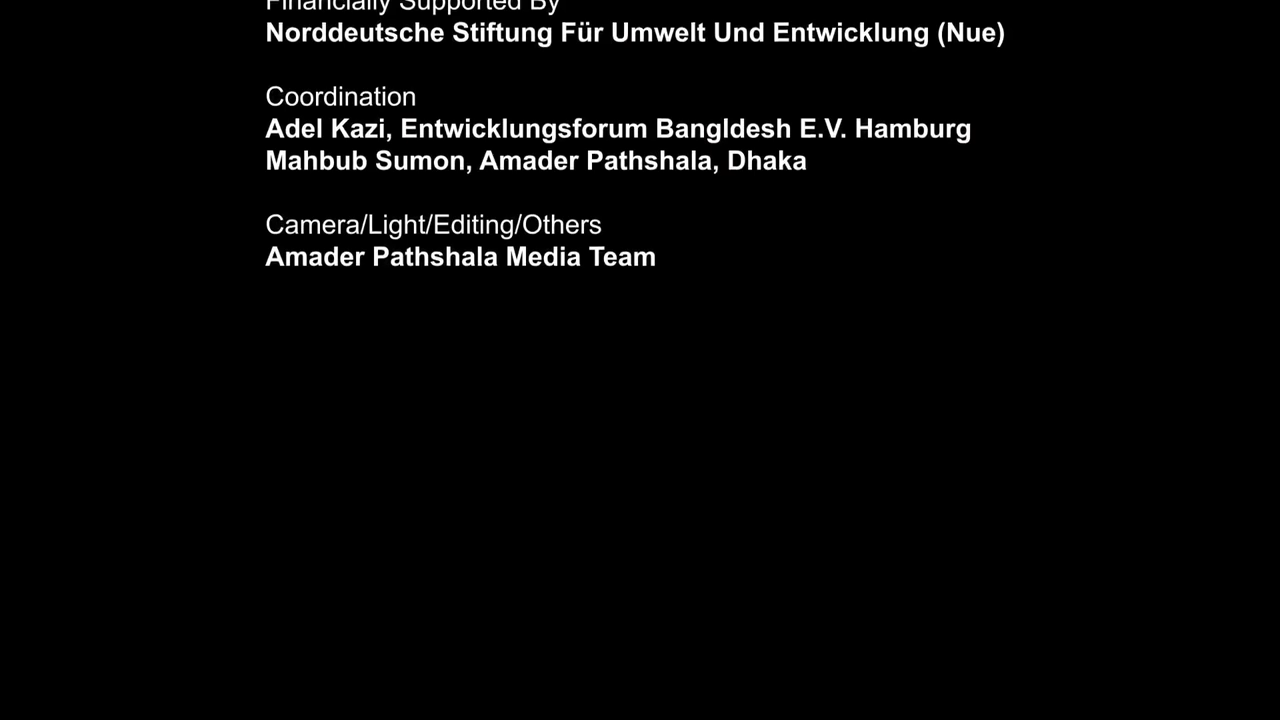 Financially Supported By
Norddeutsche Stiftung Für Umwelt Und Entwicklung (Nue)
Coordination
Adel Kazi, Entwicklungsforum Bangldesh E.V. Hamburg
Mahbub Sumon, Amader Pathshala, Dhaka
Camera/Light/Editing/Others
Amader Pathshala Media Team